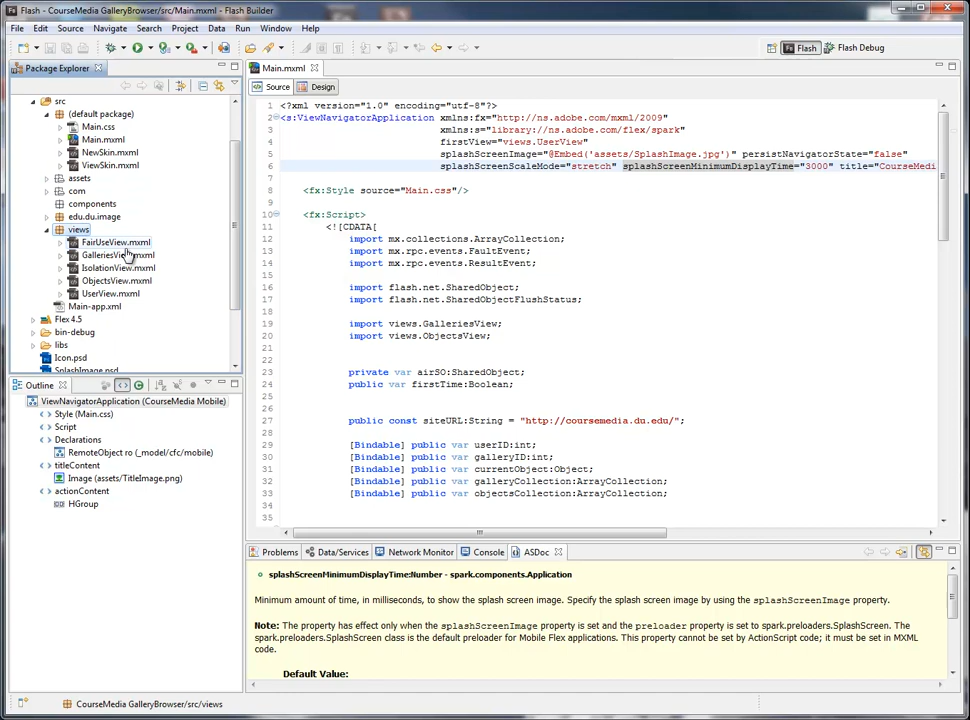 Flash - CourseMedia GalleryBrowser/src/Main.mxml - Flash Builder
File Edit Source Navigate Search Project Data Run Window Help
Flash Flash Debug
Package Explorer
src
(default package)
Main.css
Main.mxml
NewSkin.mxml
ViewSkin.mxml
assets
com
components
edu.du.image
views
FairUseView.mxml
GalleriesView.mxml
IsolationView.mxml
ObjectsView.mxml
UserView.mxml
Main-app.xml
Flex 4.5
bin-debug
libs
Icon.psd
SplashImage.psd
Outline
ViewNavigatorApplication (CourseMedia Mobile)
Style (Main.css)
Script
Declarations
RemoteObject ro (_model/cfc/mobile)
titleContent
Image (assets/TitleImage.png)
actionContent
HGroup
Main.mxml
Source Design
1 <?xml version="1.0" encoding="utf-8"?>
2 <s:ViewNavigatorApplication xmlns:fx="http://ns.adobe.com/mxml/2009"
3 xmlns:s="library://ns.adobe.com/flex/spark"
4 firstView="views.UserView"
5 splashScreenImage="@Embed('assets/SplashImage.jpg')" persistNavigatorState="false"
6 splashScreenScaleMode="stretch" splashScreenMinimumDisplayTime="3000" title="CourseMedi
7
8 <fx:Style source="Main.css"/>
9
10 <fx:Script>
11 <![CDATA[
12 import mx.collections.ArrayCollection;
13 import mx.rpc.events.FaultEvent;
14 import mx.rpc.events.ResultEvent;
15
16 import flash.net.SharedObject;
17 import flash.net.SharedObjectFlushStatus;
18
19 import views.GalleriesView;
20 import views.ObjectsView;
21
22
23 private var airSO:SharedObject;
24 public var firstTime:Boolean;
25
26
27 public const siteURL:String = "http://coursemedia.du.edu/";
28
29 [Bindable] public var userID:int;
30 [Bindable] public var galleryID:int;
31 [Bindable] public var currentObject:Object;
32 [Bindable] public var galleryCollection:ArrayCollection;
33 [Bindable] public var objectsCollection:ArrayCollection;
34
35
Problems Data/Services Network Monitor Console ASDoc
splashScreenMinimumDisplayTime:Number - spark.components.Application
Minimum amount of time, in milliseconds, to show the splash screen image. Specify the splash screen image by using the splashScreenImage property.
Note: The property has effect only when the splashScreenImage property is set and the preloader property is set to spark.preloaders.SplashScreen. The
spark.preloaders.SplashScreen class is the default preloader for Mobile Flex applications. This property cannot be set by ActionScript code; it must be set in MXML
code.
Default Value:
CourseMedia GalleryBrowser/src/views